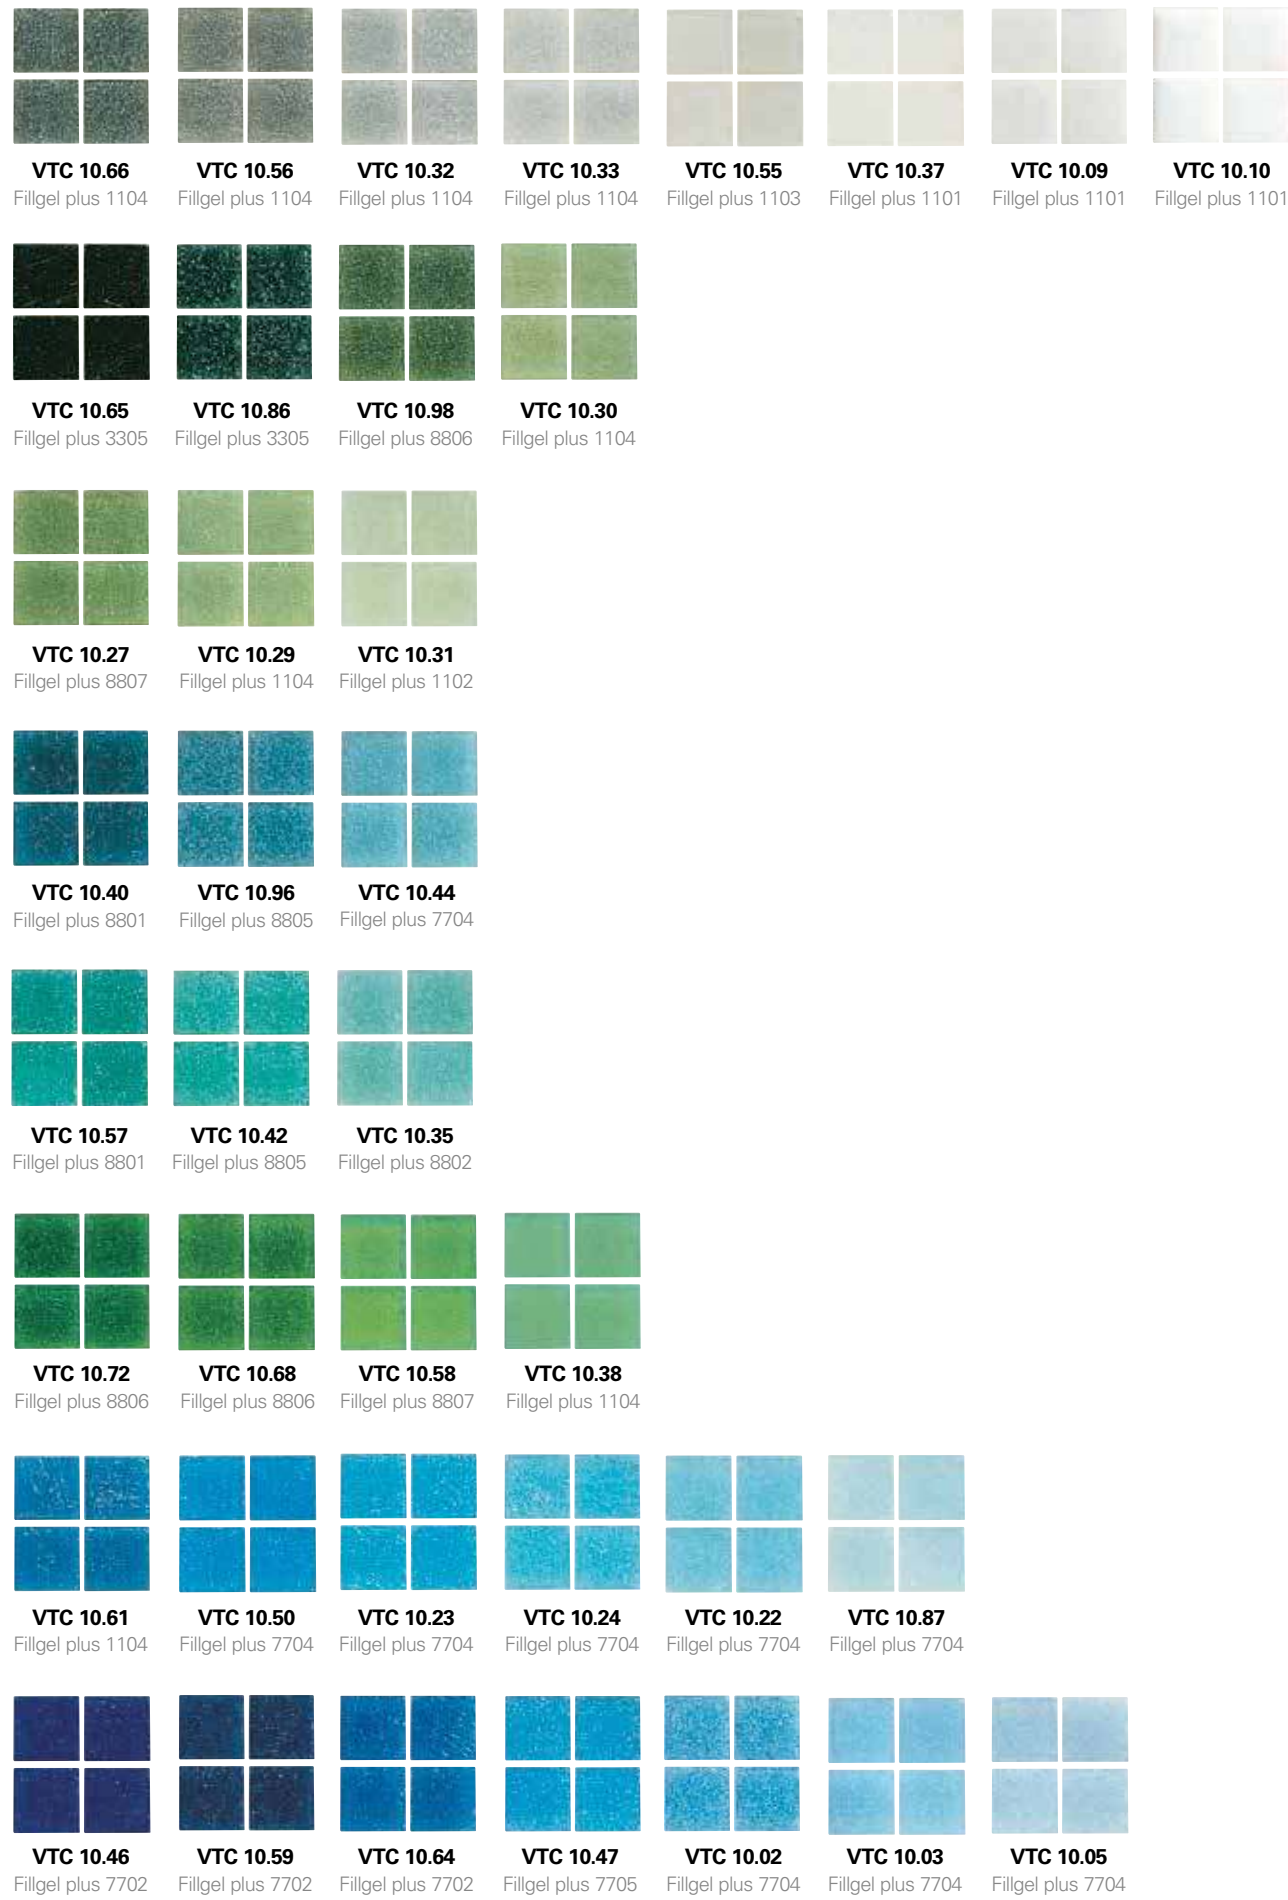 VTC 10.66 VTC 10.56 VTC 10.32 VTC 10.33 VTC 10.55 VTC 10.37 VTC 10.09 VTC 10.10
Fillgel plus 1104 Fillgel plus 1104 Fillgel plus 1104 Fillgel plus 1104 Fillgel plus 1103 Fillgel plus 1101 Fillgel plus 1101 Fillgel plus 1101
VTC 10.65 VTC 10.86 VTC 10.98 VTC 10.30
Fillgel plus 3305 Fillgel plus 3305 Fillgel plus 8806 Fillgel plus 1104
VTC 10.27 VTC 10.29 VTC 10.31
Fillgel plus 8807 Fillgel plus 1104 Fillgel plus 1102
VTC 10.40 VTC 10.96 VTC 10.44
Fillgel plus 8801 Fillgel plus 8805 Fillgel plus 7704
VTC 10.57 VTC 10.42 VTC 10.35
Fillgel plus 8801 Fillgel plus 8805 Fillgel plus 8802
VTC 10.72 VTC 10.68 VTC 10.58 VTC 10.38
Fillgel plus 8806 Fillgel plus 8806 Fillgel plus 8807 Fillgel plus 1104
VTC 10.61 VTC 10.50 VTC 10.23 VTC 10.24 VTC 10.22 VTC 10.87
Fillgel plus 1104 Fillgel plus 7704 Fillgel plus 7704 Fillgel plus 7704 Fillgel plus 7704 Fillgel plus 7704
VTC 10.46 VTC 10.59 VTC 10.64 VTC 10.47 VTC 10.02 VTC 10.03 VTC 10.05
Fillgel plus 7702 Fillgel plus 7702 Fillgel plus 7702 Fillgel plus 7705 Fillgel plus 7704 Fillgel plus 7704 Fillgel plus 7704